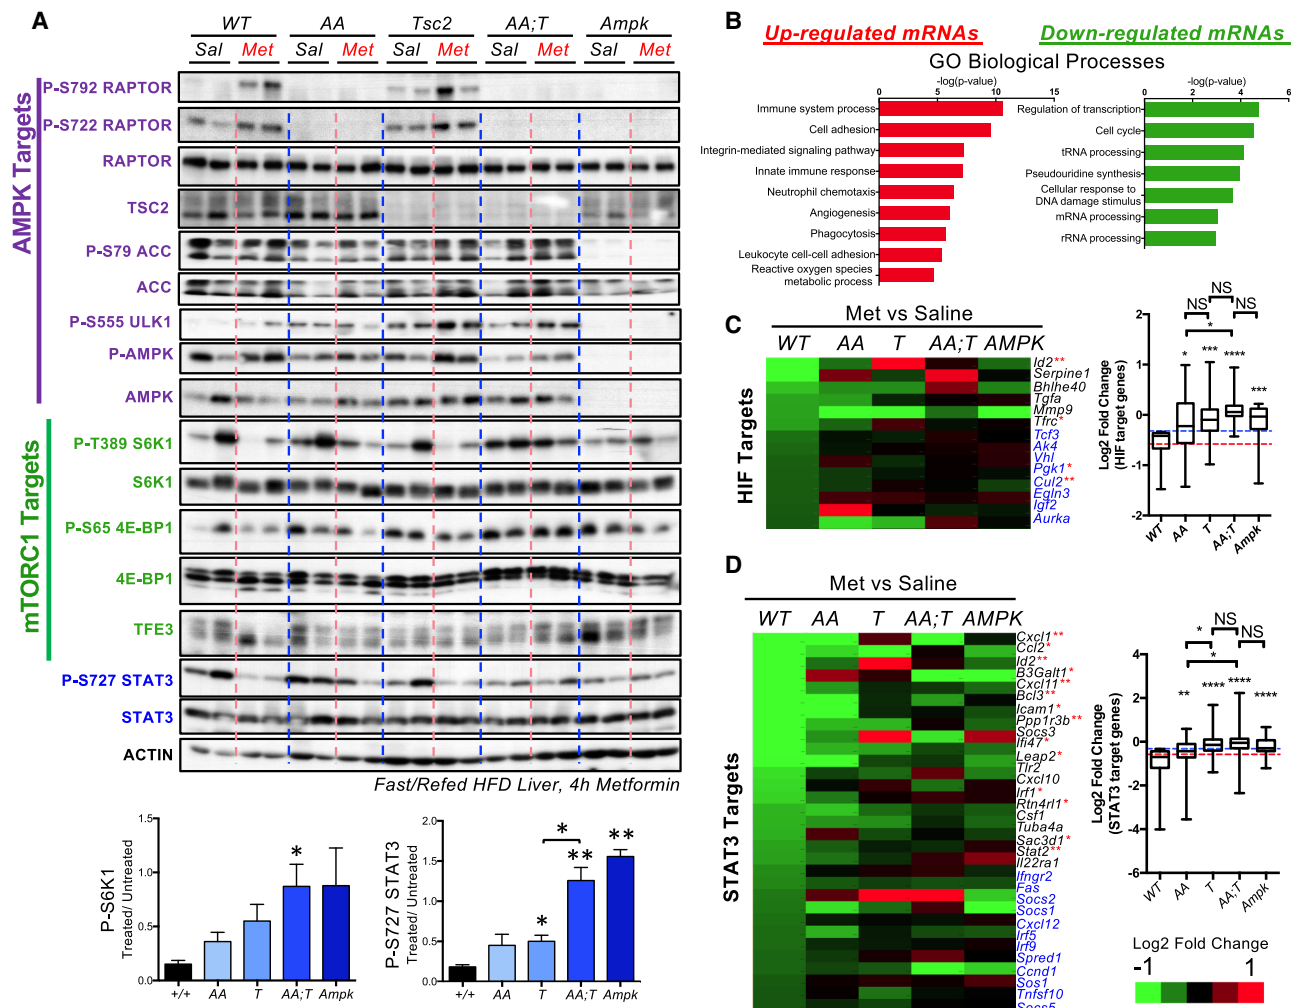 A
WT AA Tsc2 AA;T Ampk
Sal Met Sal Met Sal Met Sal Met Sal Met
AMPK Targets
P-S792 RAPTOR
P-S722 RAPTOR
RAPTOR
TSC2
P-S79 ACC
ACC
P-S555 ULK1
P-AMPK
AMPK
mTORC1 Targets
P-T389 S6K1
S6K1
P-S65 4E-BP1
4E-BP1
TFE3
P-S727 STAT3
STAT3
ACTIN
Fast/Refed HFD Liver, 4h Metformin
P-S6K1
Treated/ Untreated
1.5
1.0
0.5
0.0
*
+/+ AA T AA;T Ampk
P-S727 STAT3
Treated/ Untreated
2.0
1.5
1.0
0.5
0.0
*
*
**
**
+/+ AA T AA;T Ampk
B
Up-regulated mRNAs Down-regulated mRNAs
GO Biological Processes
-log(p-value)
0 5 10 15
Immune system process
Cell adhesion
Integrin-mediated signaling pathway
Innate immune response
Neutrophil chemotaxis
Angiogenesis
Phagocytosis
Leukocyte cell-cell adhesion
Reactive oxygen species
metabolic process
-log(p-value)
0 2 4 6
Regulation of transcription
Cell cycle
tRNA processing
Pseudouridine synthesis
Cellular response to
DNA damage stimulus
mRNA processing
rRNA processing
C
Met vs Saline
WT AA T AA;T AMPK
HIF Targets
Id2**
Serpine1
Bhlhe40
Tgfa
Mmp9
Tfrc*
Tcf3
Ak4
Vhl
Pgk1*
Cul2**
Egln3
Igf2
Aurka
Log2 Fold Change
(HIF target genes)
2
1
0
-1
-2
NS
NS NS
*
* *** **** ***
WT AA T AA;T Ampk
D
Met vs Saline
WT AA T AA;T AMPK
STAT3 Targets
Cxcl1**
Ccl2*
Id2**
B3Galt1*
Cxcl11**
Bcl3**
Icam1*
Ppp1r3b**
Socs3
Ifi47*
Leap2*
Tlr2
Cxcl10
Irf1*
Rtn4rl1*
Csf1
Tuba4a
Sac3d1*
Stat2**
Il22ra1
Ifngr2
Fas
Socs2
Socs1
Cxcl12
Irf5
Irf9
Spred1
Ccnd1
Sos1
Tnfsf10
Socs5
Log2 Fold Change
(STAT3 target genes)
4
2
0
-2
-4
-6
NS
* NS
*
** **** **** ****
WT AA T AA;T Ampk
Log2 Fold Change
-1 1